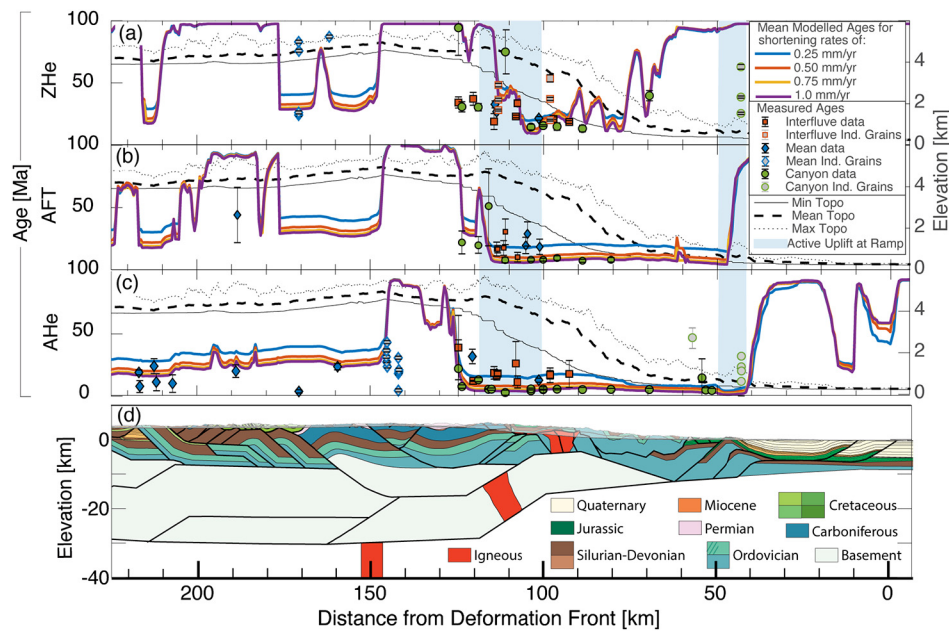 (a)
100
50
ZHe
Mean Modelled Ages for
shortening rates of:
0.25 mm/yr
0.50 mm/yr
0.75 mm/yr
1.0 mm/yr
Measured Ages
Interfluve data
Interfluve Ind. Grains
Mean data
Mean Ind. Grains
Canyon data
Canyon Ind. Grains
Min Topo
Mean Topo
Max Topo
Active Uplift at Ramp
4
2
0
(b)
100
50
AFT
4
2
0
Age [Ma]
Elevation [km]
(c)
100
50
0
AHe
4
2
0
(d)
0
-20
-40
Elevation [km]
Quaternary
Miocene
Cretaceous
Jurassic
Permian
Carboniferous
Igneous
Silurian-Devonian
Ordovician
Basement
200
150
100
50
0
Distance from Deformation Front [km]